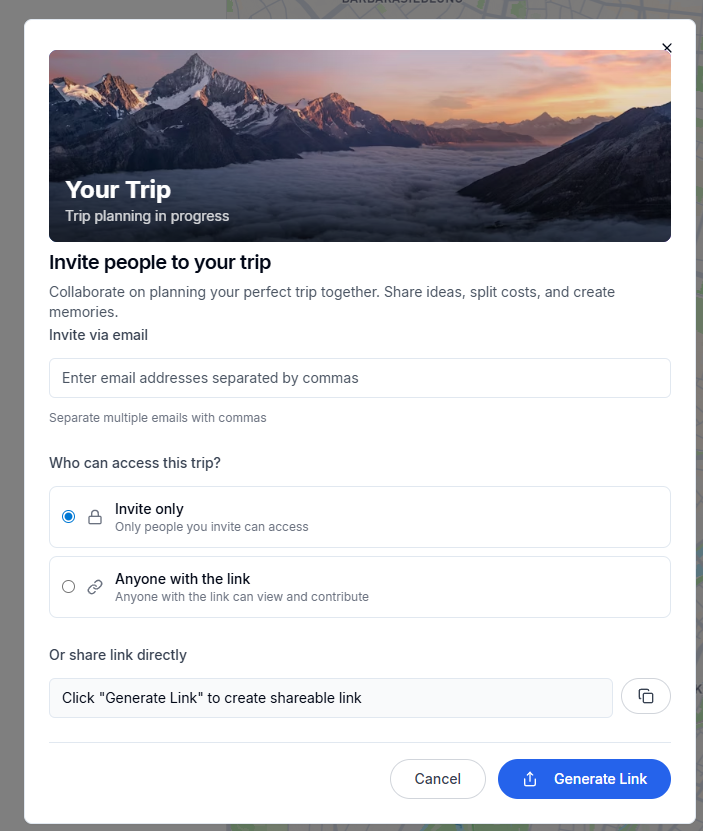 BARBARASIEDLUNG
Your Trip
Trip planning in progress
Invite people to your trip
Collaborate on planning your perfect trip together. Share ideas, split costs, and create
memories.
Invite via email
Enter email addresses separated by commas
Separate multiple emails with commas
Who can access this trip?
Invite only
Only people you invite can access
Anyone with the link
Anyone with the link can view and contribute
Or share link directly
Click "Generate Link" to create shareable link
Cancel
Generate Link